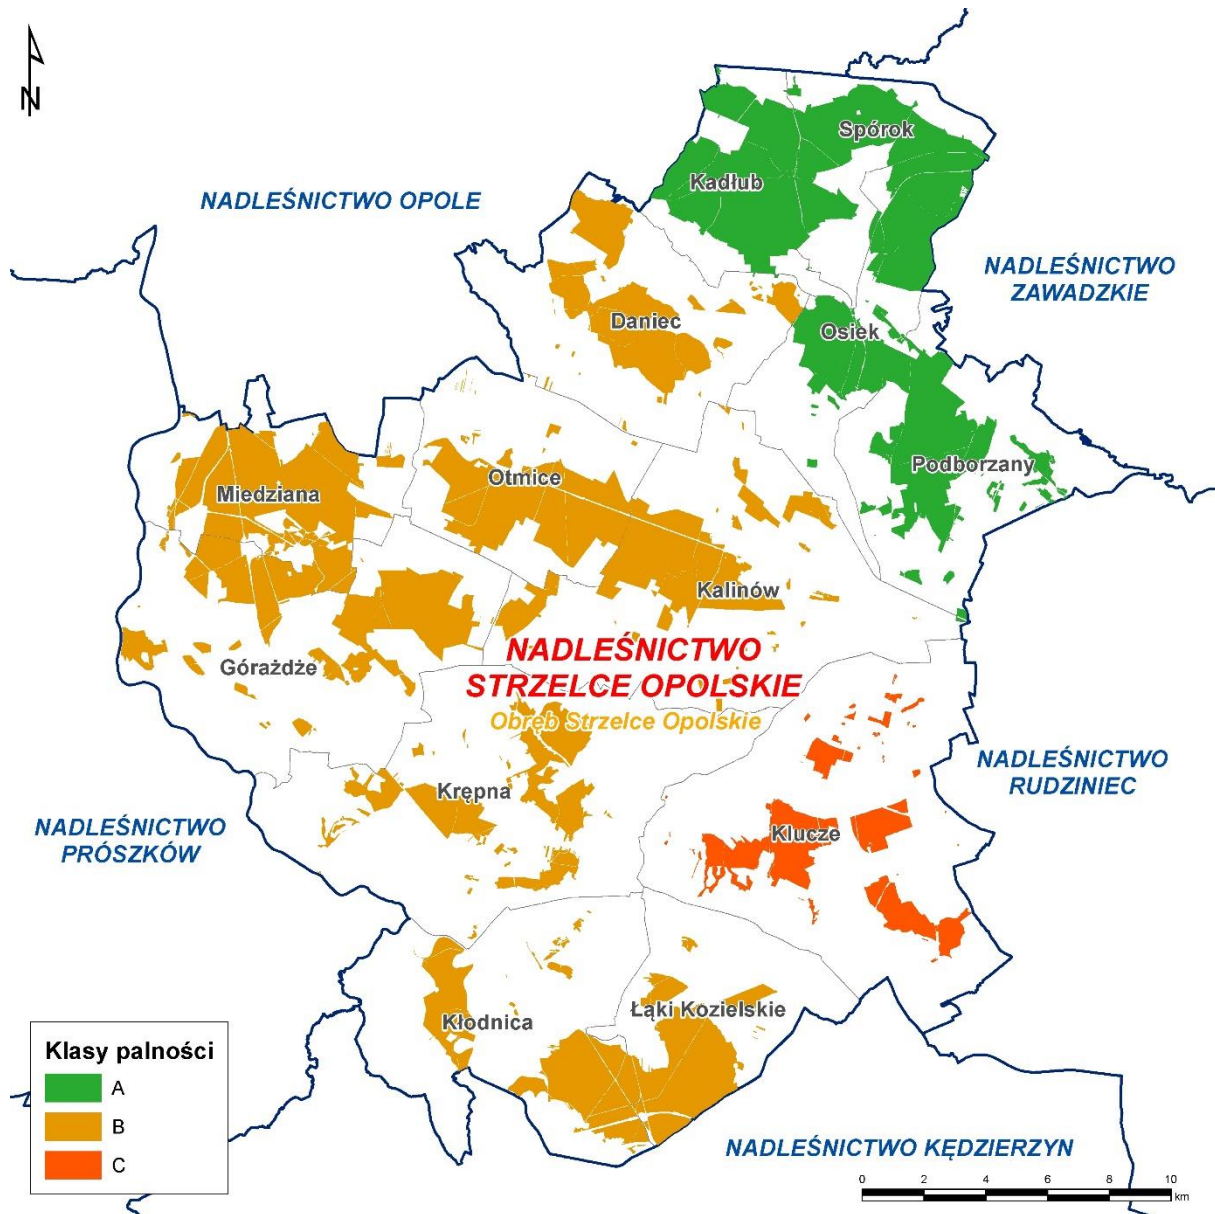 N
Spórok
Kadłub
NADLEŚNICTWO OPOLE
NADLEŚNICTWO
ZAWADZKIE
Daniec
Osiek
Podborzany
Otmice
Miedziana
Kalinów
NADLEŚNICTWO
STRZELCE OPOLSKIE
Obręb Strzelce Opolskie
Górażdże
NADLEŚNICTWO
RUDZINIEC
Krępna
NADLEŚNICTWO
PRÓSZKÓW
Klucze
Łąki Kozielskie
Kłodnica
Klasy palności
A
B
C
NADLEŚNICTWO KĘDZIERZYN
0 2 4 6 8 10
km